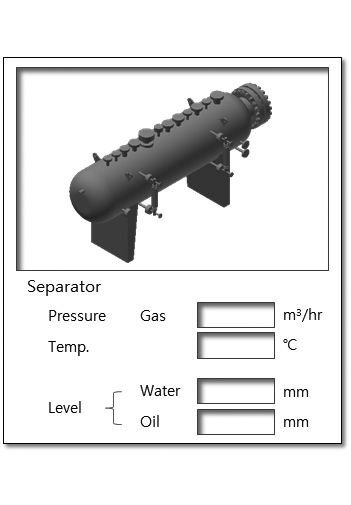 Separator
Pressure Gas m³/hr
Temp. ℃
Water mm
Level
Oil mm